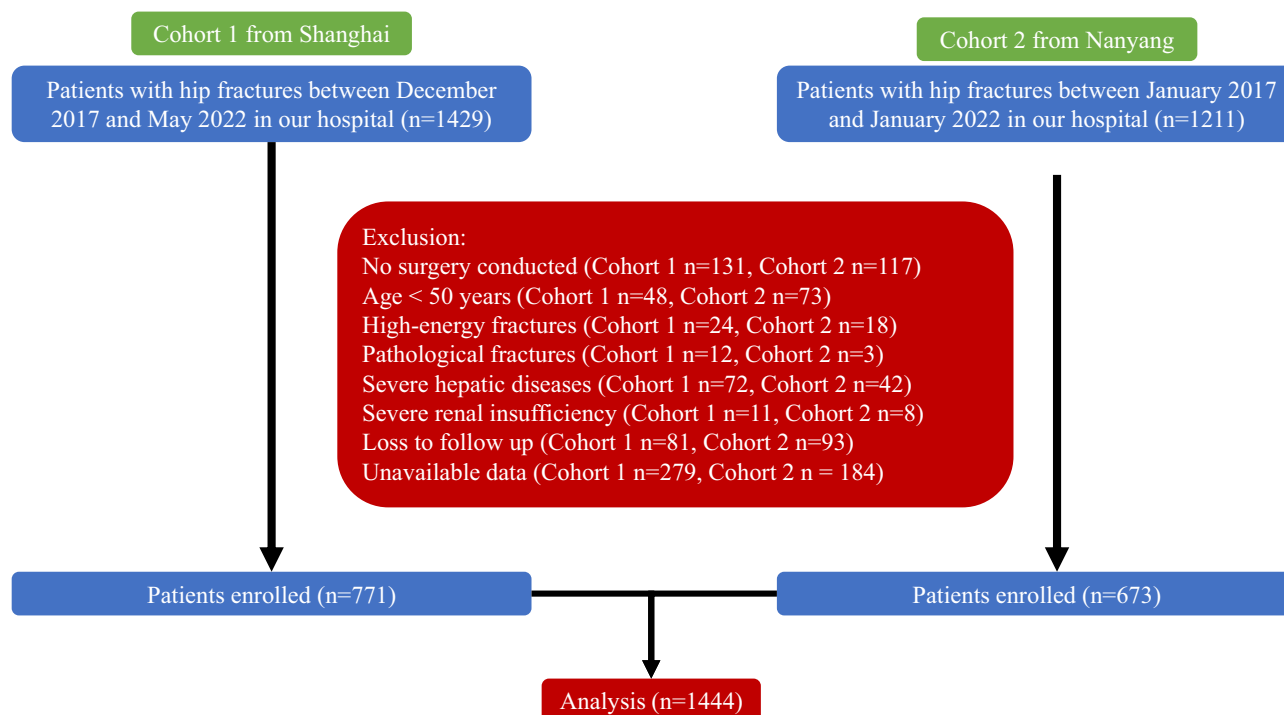 Cohort 1 from Shanghai
Patients with hip fractures between December
2017 and May 2022 in our hospital (n=1429)
Cohort 2 from Nanyang
Patients with hip fractures between January 2017
and January 2022 in our hospital (n=1211)
Exclusion:
No surgery conducted (Cohort 1 n=131, Cohort 2 n=117)
Age < 50 years (Cohort 1 n=48, Cohort 2 n=73)
High-energy fractures (Cohort 1 n=24, Cohort 2 n=18)
Pathological fractures (Cohort 1 n=12, Cohort 2 n=3)
Severe hepatic diseases (Cohort 1 n=72, Cohort 2 n=42)
Severe renal insufficiency (Cohort 1 n=11, Cohort 2 n=8)
Loss to follow up (Cohort 1 n=81, Cohort 2 n=93)
Unavailable data (Cohort 1 n=279, Cohort 2 n = 184)
Patients enrolled (n=771)
Patients enrolled (n=673)
Analysis (n=1444)